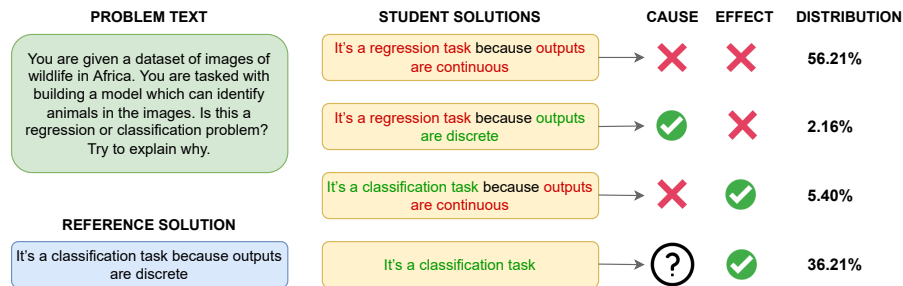 PROBLEM TEXT
You are given a dataset of images of
wildlife in Africa. You are tasked with
building a model which can identify
animals in the images. Is this a
regression or classification problem?
Try to explain why.
REFERENCE SOLUTION
It's a classification task because outputs
are discrete
STUDENT SOLUTIONS
CAUSE
EFFECT
DISTRIBUTION
It's a regression task because outputs
are continuous
56.21%
It's a regression task because outputs
are discrete
2.16%
It's a classification task because outputs
are continuous
5.40%
It's a classification task
?
36.21%